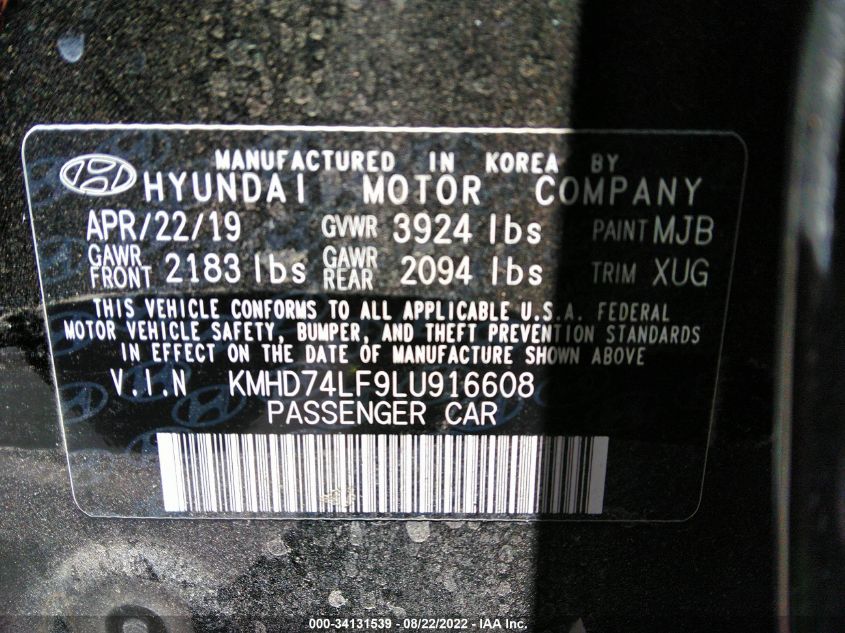 MANUFACTURED IN KOREA BY
HYUNDAI MOTOR COMPANY
APR/22/19 GVWR 3924 lbs PAINT MJB
GAWR FRONT 2183 lbs GAWR REAR 2094 lbs TRIM XUG
THIS VEHICLE CONFORMS TO ALL APPLICABLE U.S.A. FEDERAL
MOTOR VEHICLE SAFETY, BUMPER, AND THEFT PREVENTION STANDARDS
IN EFFECT ON THE DATE OF MANUFACTURE SHOWN ABOVE
V.I.N KMHD74LF9LU916608
PASSENGER CAR
000-34131539 - 08/22/2022 - IAA Inc.